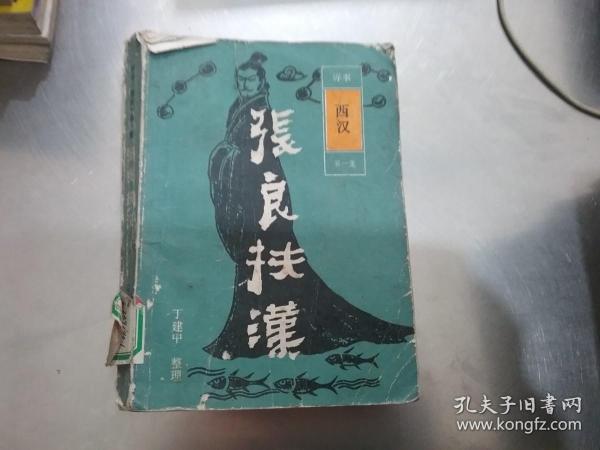 评书
西汉
第一集
張良扶漢
丁建中 整理
孔夫子旧书网
www.kongfz.com